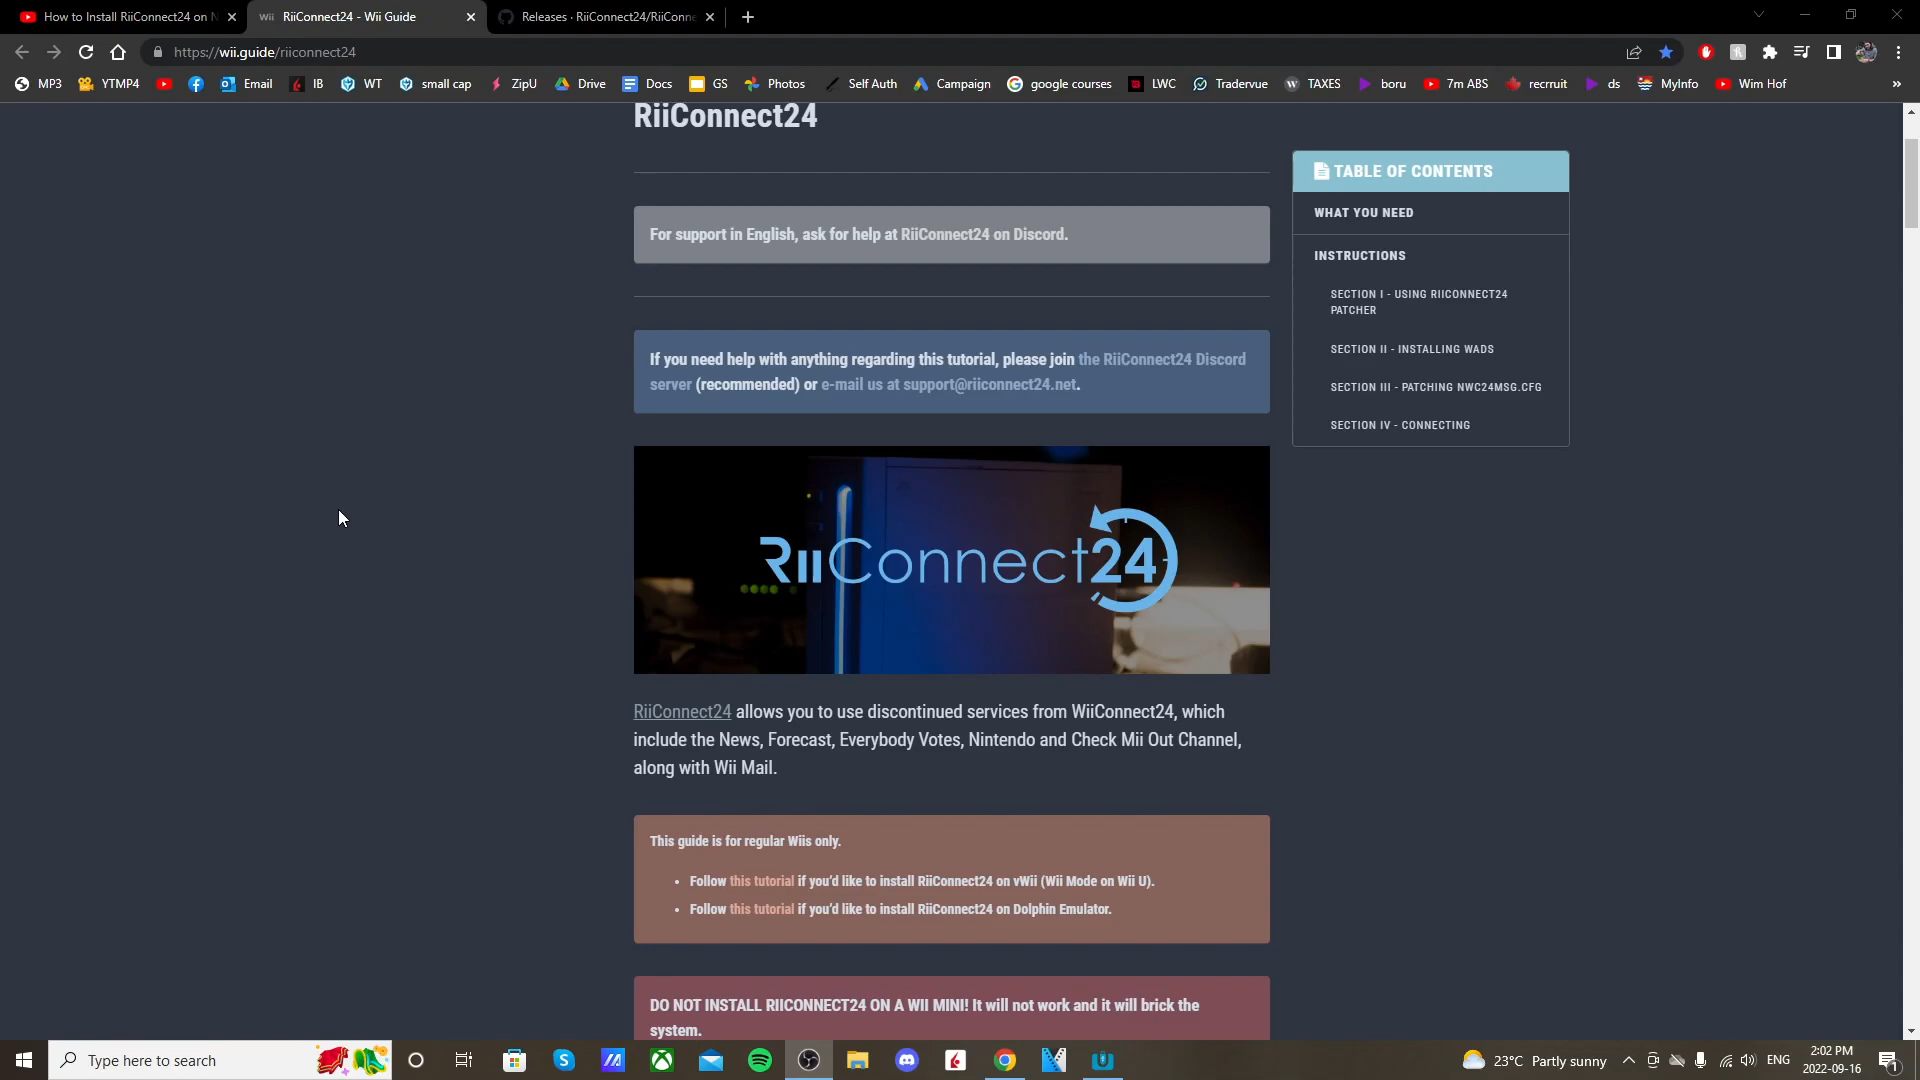 How to Install RiiConnect24 on N
Wii RiiConnect24 - Wii Guide
Releases · RiiConnect24/RiiConne
https://wii.guide/riiconnect24
MP3 YTMP4 Email IB WT small cap ZipU Drive Docs GS Photos Self Auth Campaign google courses LWC Tradervue TAXES boru 7m ABS recrruit ds MyInfo Wim Hof »
RiiConnect24
For support in English, ask for help at RiiConnect24 on Discord.
If you need help with anything regarding this tutorial, please join the RiiConnect24 Discord
server (recommended) or e-mail us at support@riiconnect24.net.
RiiConnect24
RiiConnect24 allows you to use discontinued services from WiiConnect24, which
include the News, Forecast, Everybody Votes, Nintendo and Check Mii Out Channel,
along with Wii Mail.
This guide is for regular Wiis only.
• Follow this tutorial if you'd like to install RiiConnect24 on vWii (Wii Mode on Wii U).
• Follow this tutorial if you'd like to install RiiConnect24 on Dolphin Emulator.
DO NOT INSTALL RIICONNECT24 ON A WII MINI! It will not work and it will brick the
system.
TABLE OF CONTENTS
WHAT YOU NEED
INSTRUCTIONS
SECTION I - USING RIICONNECT24
PATCHER
SECTION II - INSTALLING WADS
SECTION III - PATCHING NWC24MSG.CFG
SECTION IV - CONNECTING
Type here to search
23°C Partly sunny
ENG
2:02 PM
2022-09-16
1